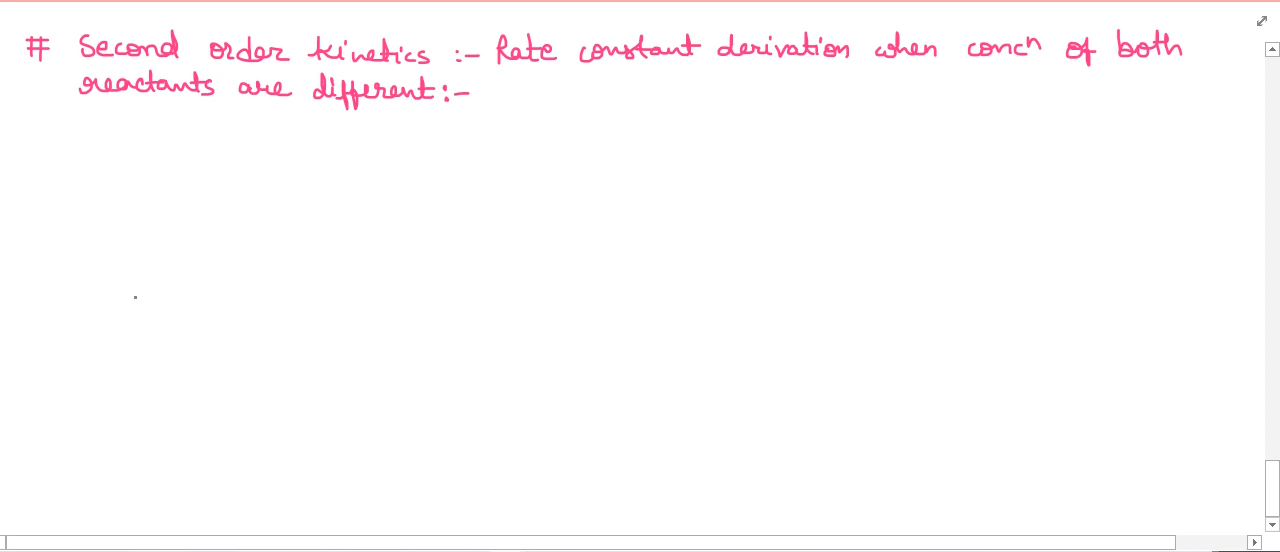 # Second order kinetics :- Rate constant derivation when concn of both
reactants are different :-